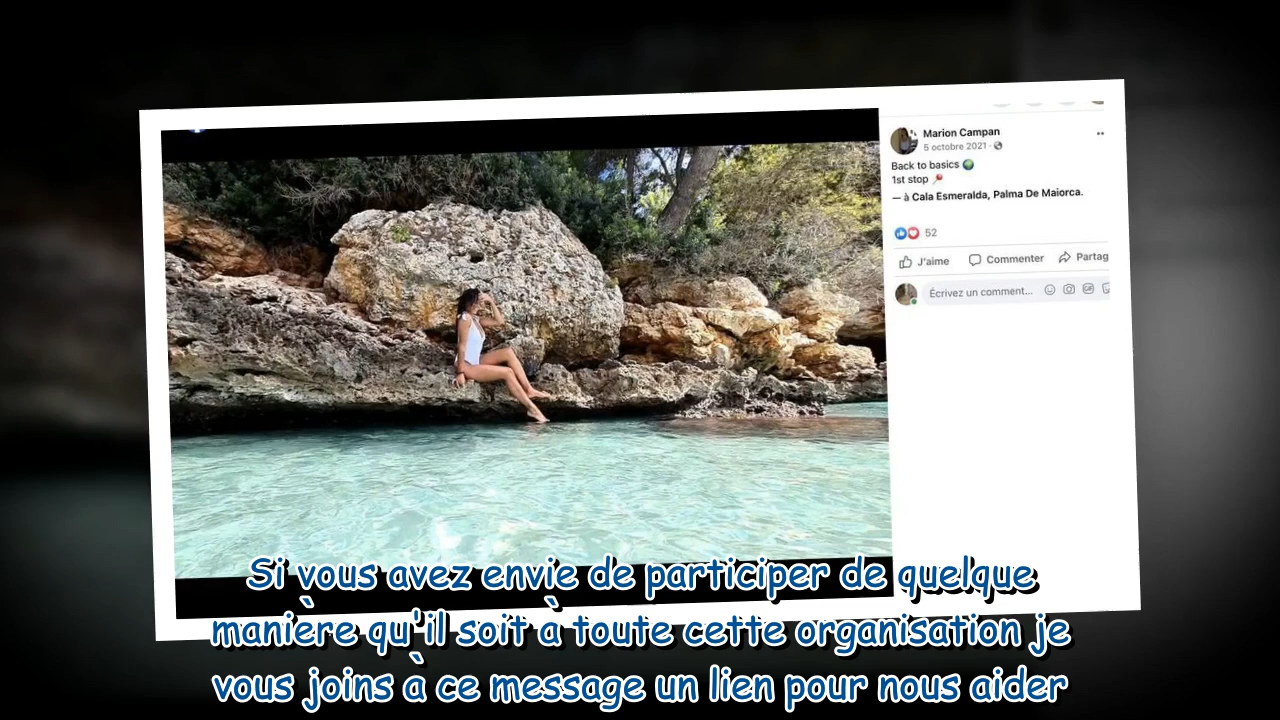 Marion Campan
5 octobre 2021 ·
Back to basics
1st stop
— à Cala Esmeralda, Palma De Maiorca.
52
J'aime
Commenter
Partag
Écrivez un comment...
GIF
Si vous avez envie de participer de quelque
manière qu'il soit à toute cette organisation je
vous joins à ce message un lien pour nous aider